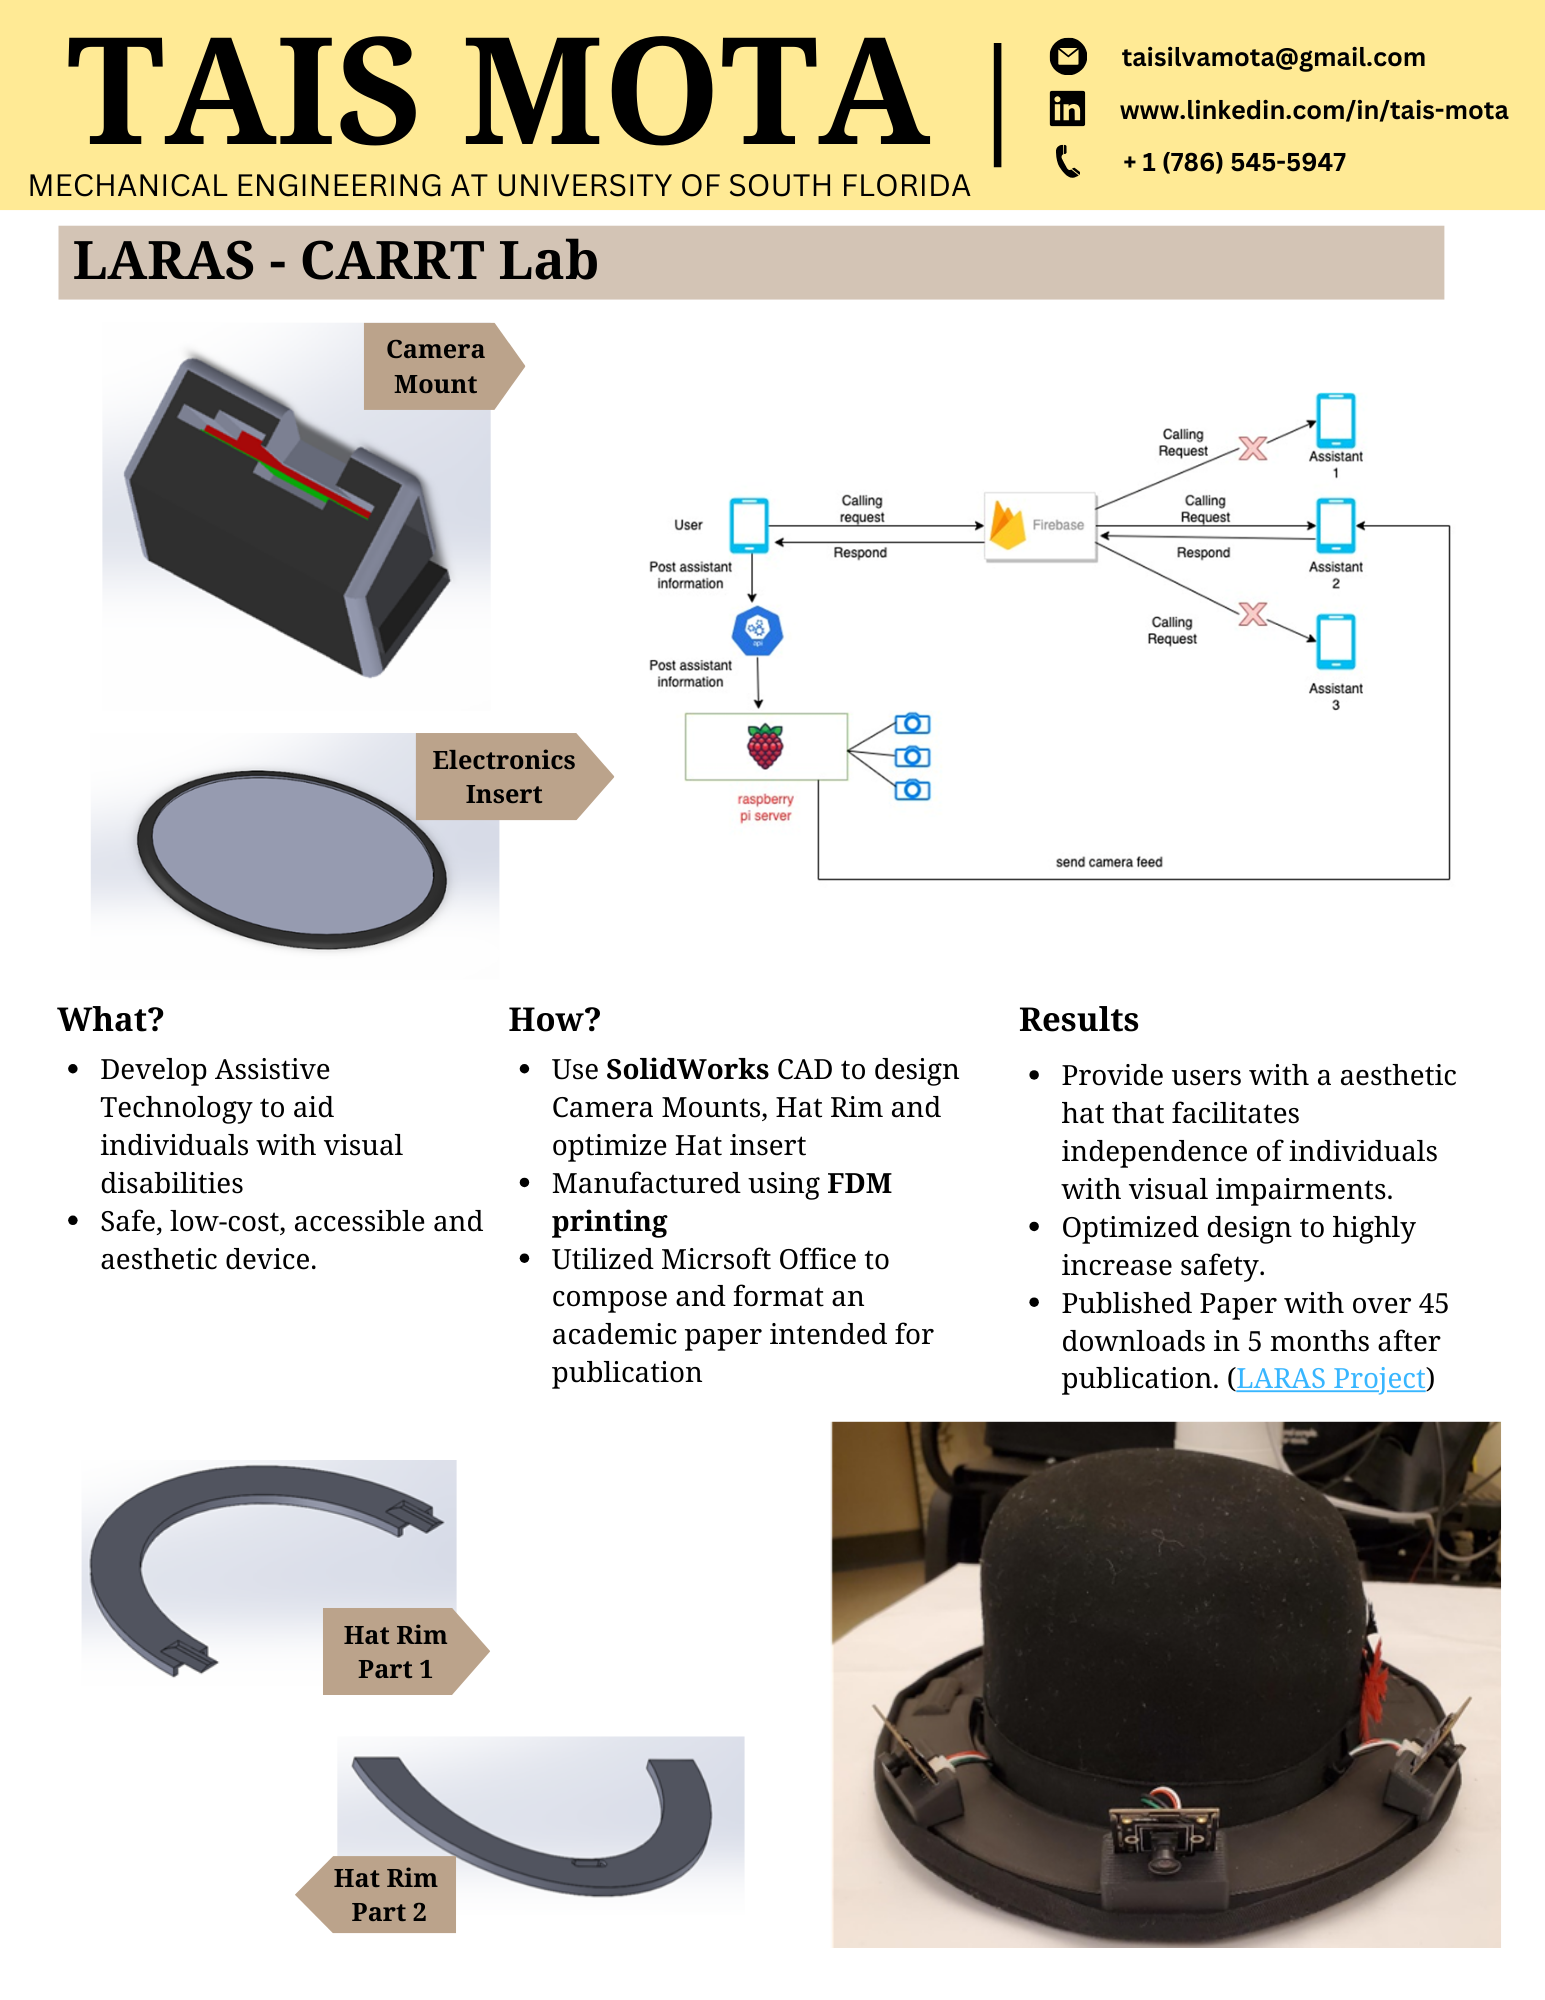 TAIS MOTA
MECHANICAL ENGINEERING AT UNIVERSITY OF SOUTH FLORIDA
taisilvamota@gmail.com
www.linkedin.com/in/tais-mota
+ 1 (786) 545-5947
LARAS - CARRT Lab
Camera
Mount
Electronics
Insert
User
Calling
request
Respond
Firebase
Calling
Request
Assistant
1
Calling
Request
Respond
Assistant
2
Calling
Request
Assistant
3
Post assistant
information
api
Post assistant
information
raspberry
pi server
send camera feed
What?
Develop Assistive
Technology to aid
individuals with visual
disabilities
Safe, low-cost, accessible and
aesthetic device.
How?
Use SolidWorks CAD to design
Camera Mounts, Hat Rim and
optimize Hat insert
Manufactured using FDM
printing
Utilized Micrsoft Office to
compose and format an
academic paper intended for
publication
Results
Provide users with a aesthetic
hat that facilitates
independence of individuals
with visual impairments.
Optimized design to highly
increase safety.
Published Paper with over 45
downloads in 5 months after
publication. (LARAS Project)
Hat Rim
Part 1
Hat Rim
Part 2